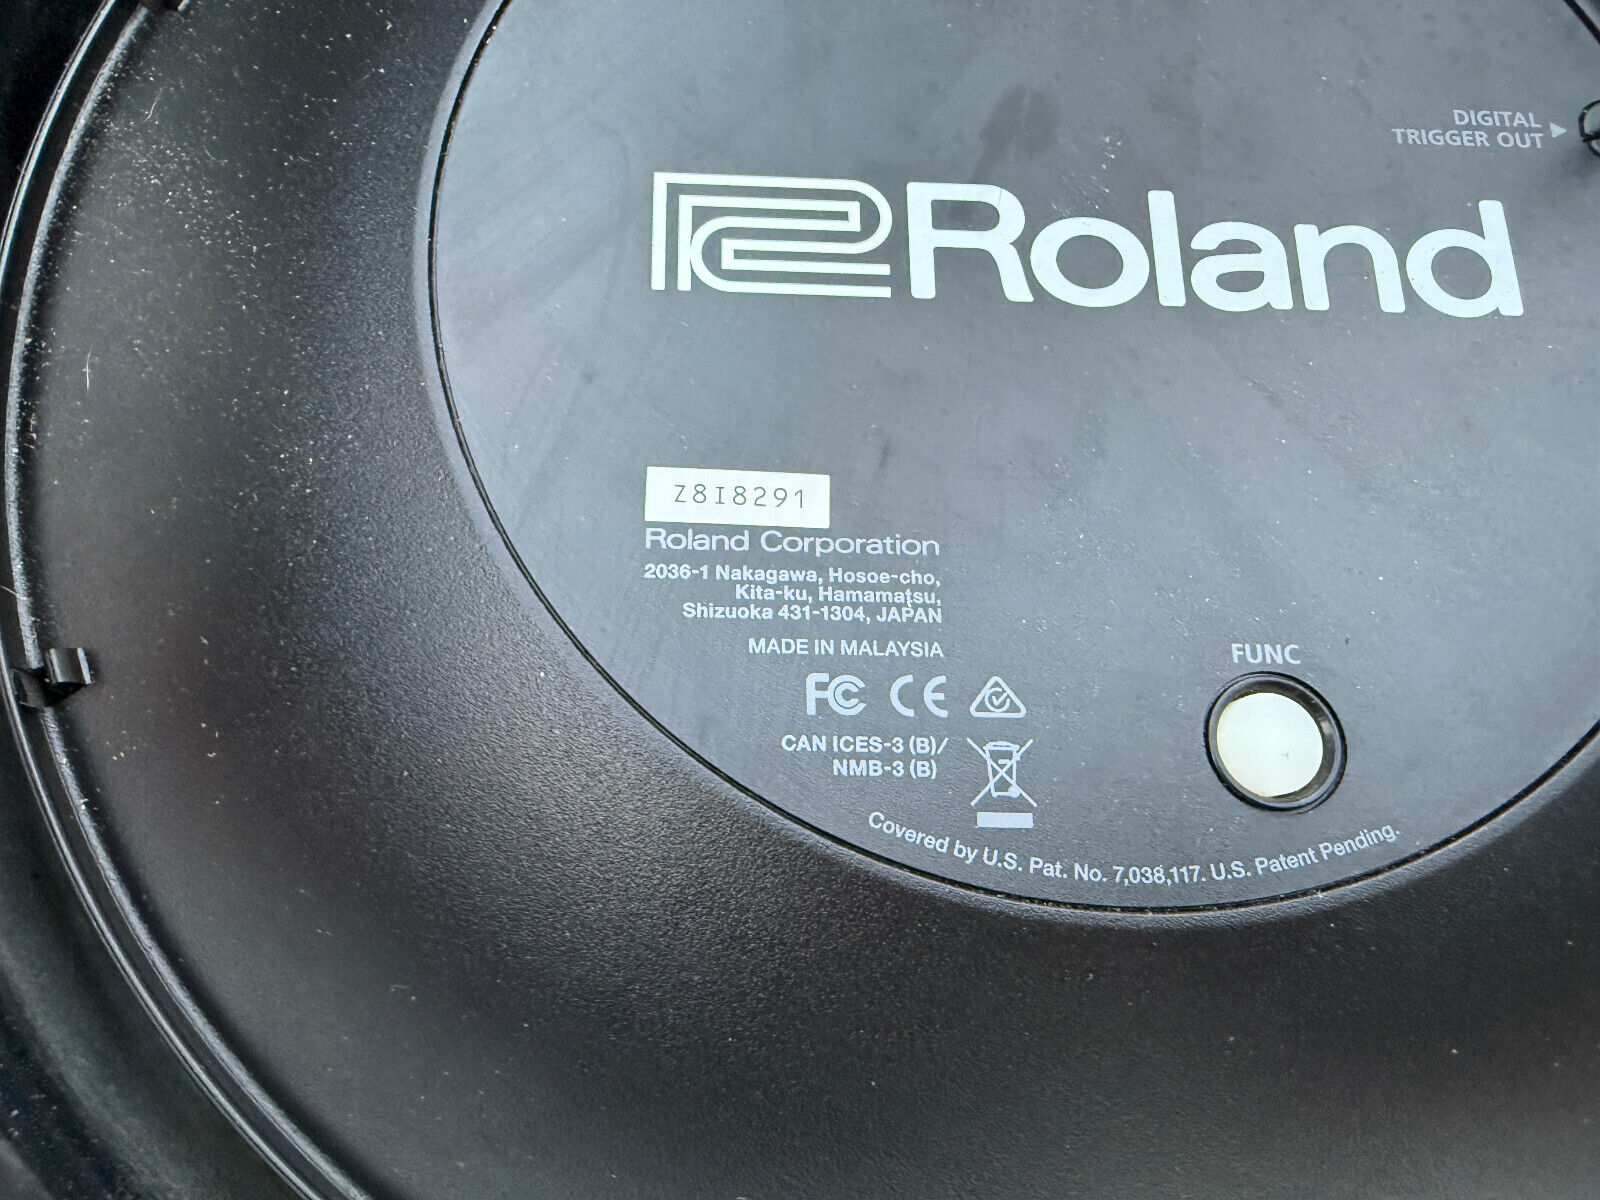 DIGITAL
TRIGGER OUT
Roland
Z8I8291
Roland Corporation
2036-1 Nakagawa, Hosoe-cho,
Kita-ku, Hamamatsu,
Shizuoka 431-1304, JAPAN
MADE IN MALAYSIA
FC CE
CAN ICES-3 (B)/
NMB-3 (B)
FUNC
Covered by U.S. Pat. No. 7,038,117. U.S. Patent Pending.